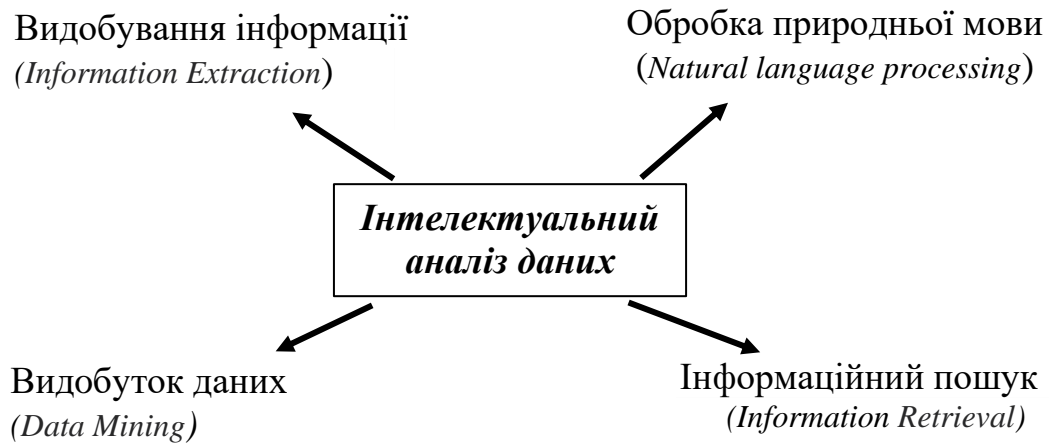 Видобування інформації
(Information Extraction)
Обробка природньої мови
(Natural language processing)
Інтелектуальний
аналіз даних
Видобуток даних
(Data Mining)
Інформаційний пошук
(Information Retrieval)